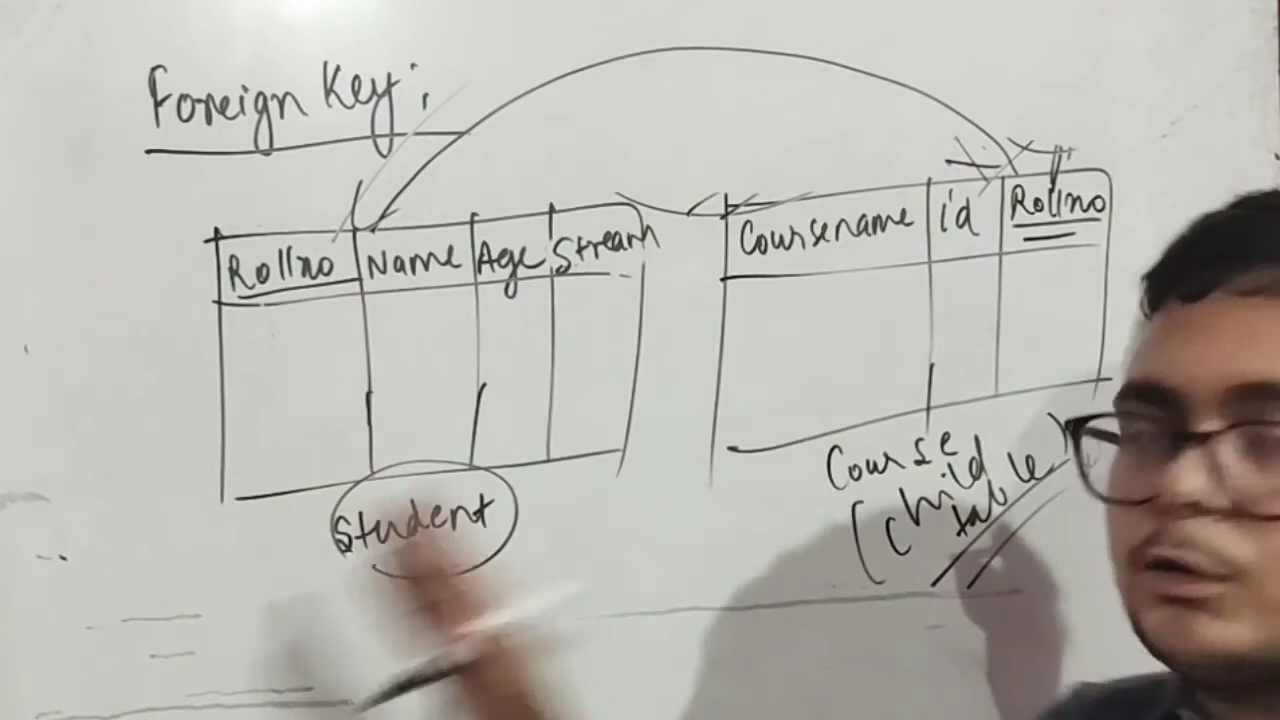 Foreign Key:
Rollno Name Age Stream
Coursename id Rollno
Student
Course
(child
table)